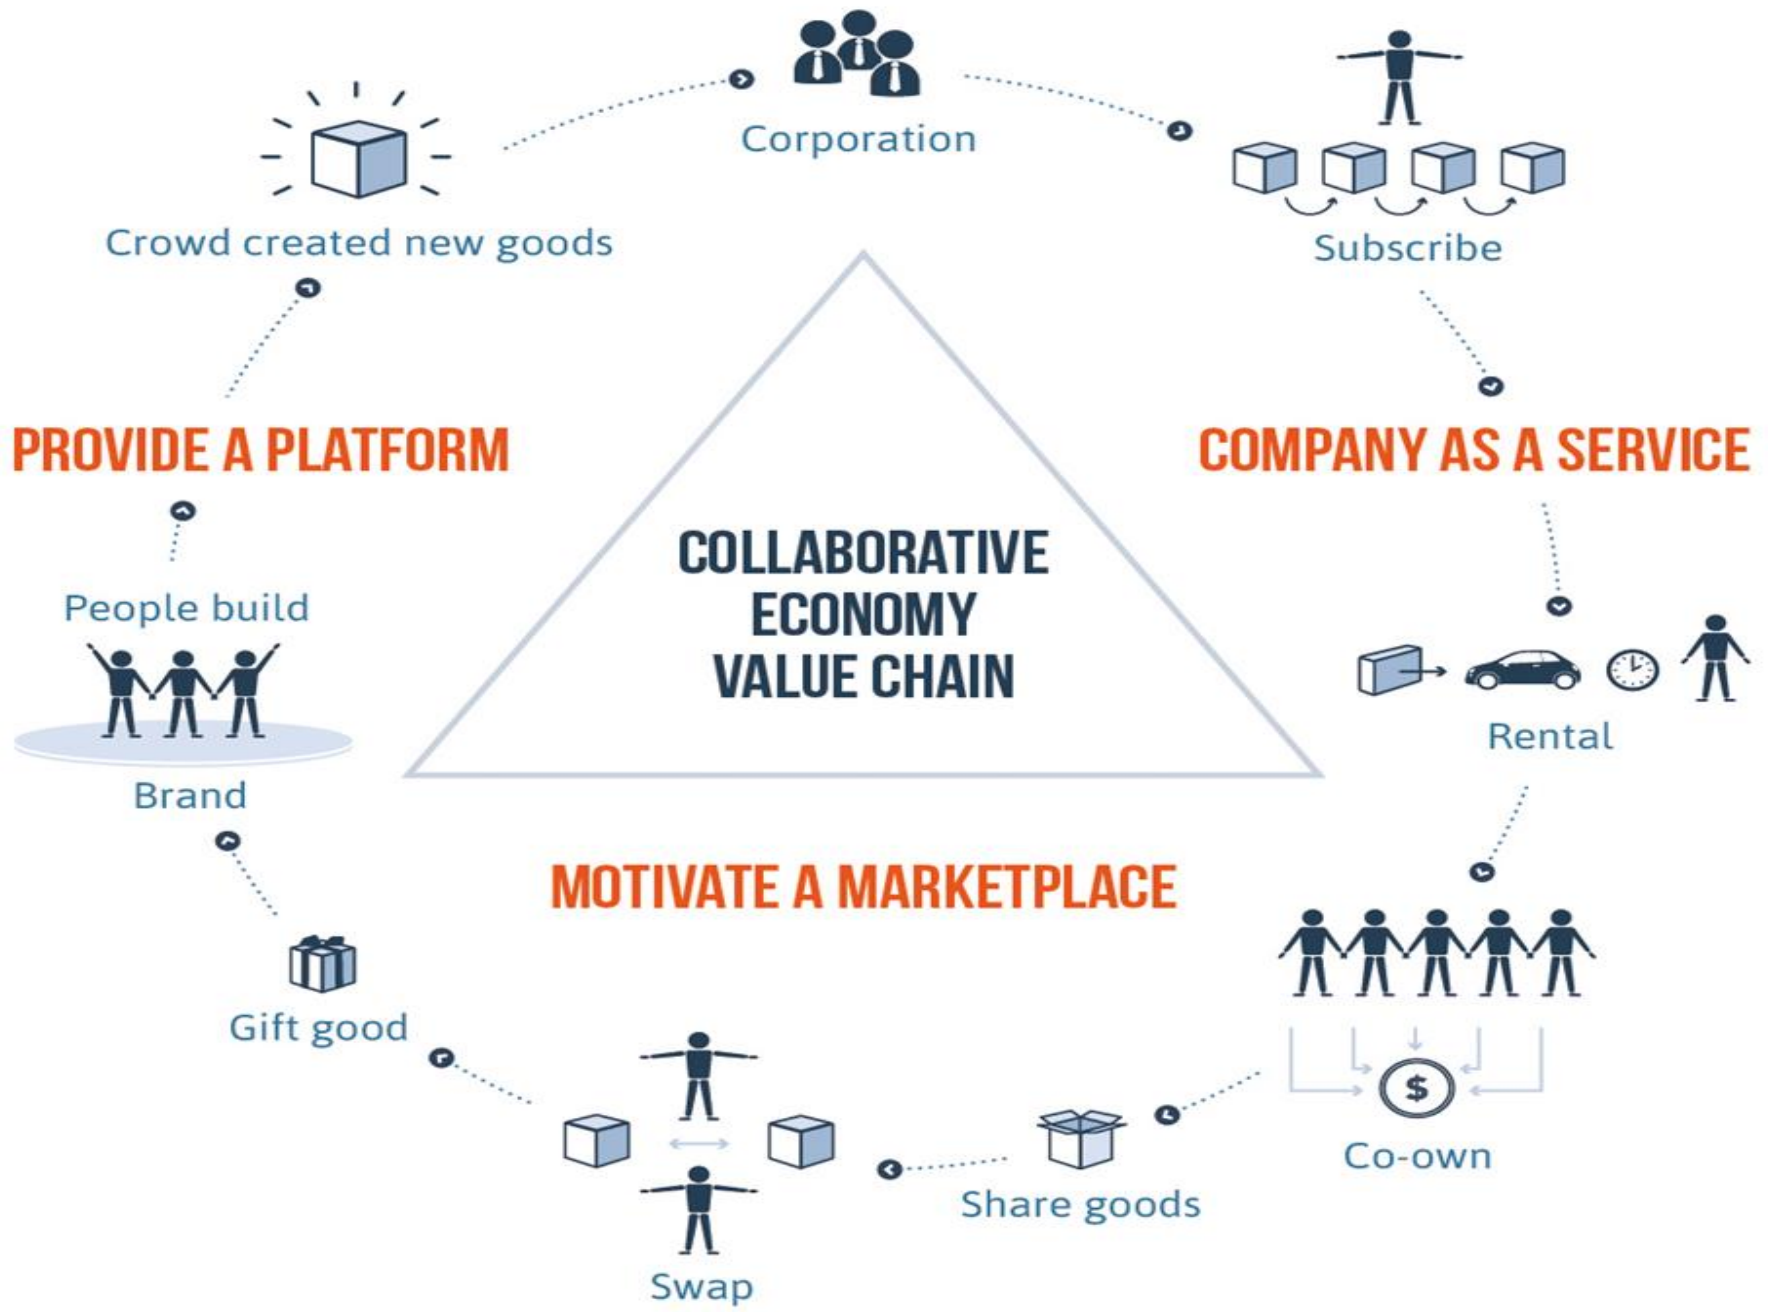 Corporation
Crowd created new goods
Subscribe
PROVIDE A PLATFORM
COMPANY AS A SERVICE
COLLABORATIVE
ECONOMY
VALUE CHAIN
People build
Rental
Brand
MOTIVATE A MARKETPLACE
Gift good
$
Co-own
Share goods
Swap